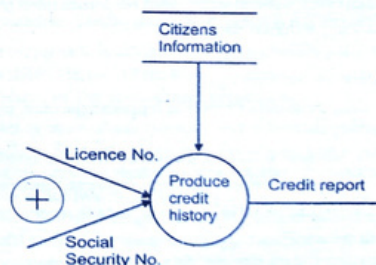 Citizens
Information
Licence No.
+
Produce
credit
history
Credit report
Social
Security No.